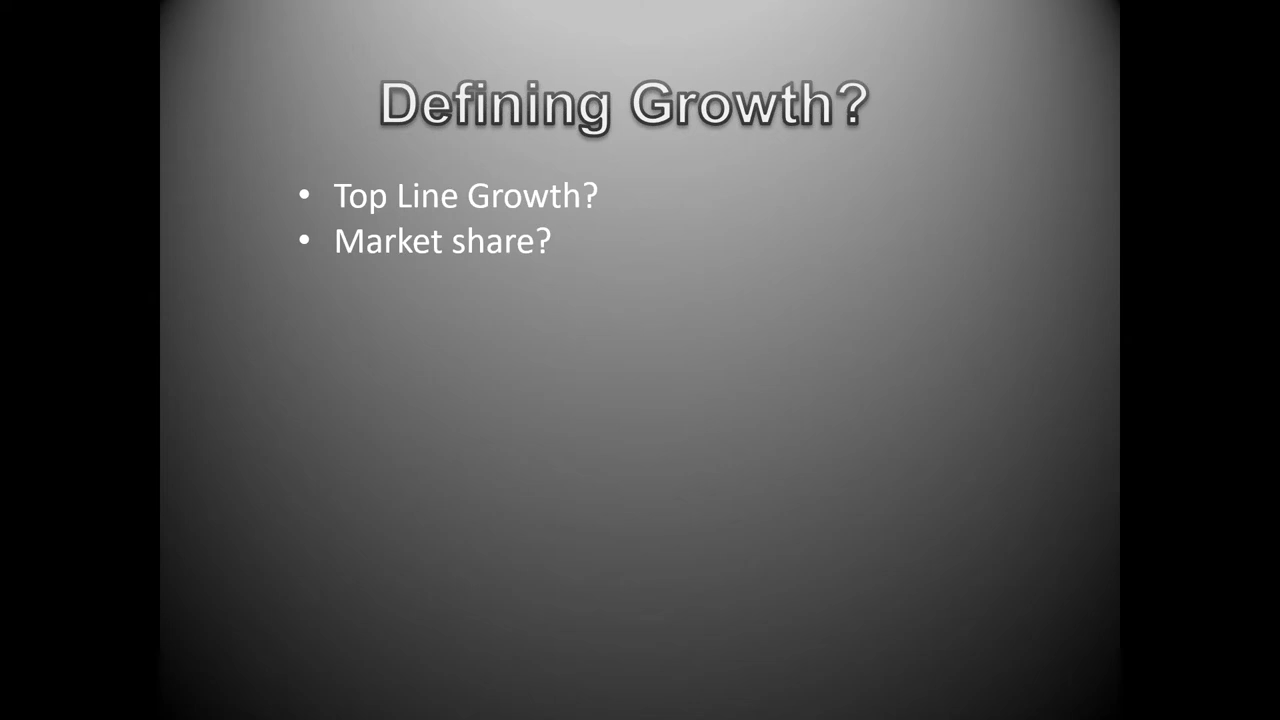 Defining Growth?
• Top Line Growth?
• Market share?